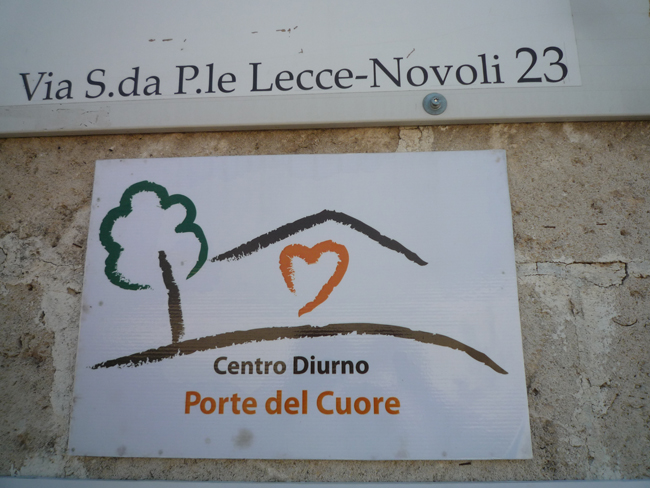 Via S.da P.le Lecce-Novoli 23
Centro Diurno
Porte del Cuore